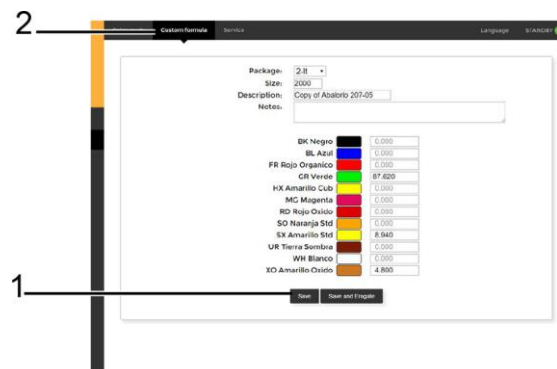 2
Custom formula
Service
Language
STANDBY
Package: 2-lt
Size: 2000
Description: Copy of Abalorio 207-05
Notes:
BK Negro 0.000
BL Azul 0.000
FR Rojo Organico 0.000
GR Verde 87.620
HX Amarillo Cub 0.000
MG Magenta 0.000
RD Rojo Oxido 0.000
SO Naranja Std 0.000
SX Amarillo Std 8.940
UR Tierra Sombra 0.000
WH Blanco 0.000
XO Amarillo Oxido 4.800
1
Save
Save and Erogate